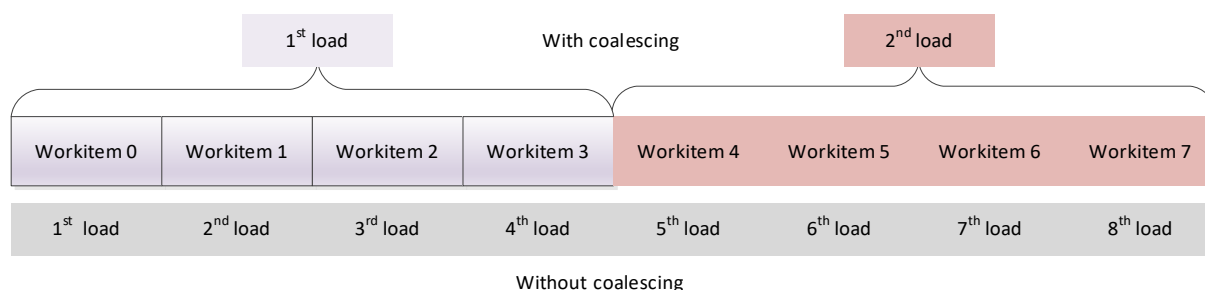 1st load With coalescing 2nd load
Workitem 0 Workitem 1 Workitem 2 Workitem 3 Workitem 4 Workitem 5 Workitem 6 Workitem 7
1st load 2nd load 3rd load 4th load 5th load 6th load 7th load 8th load
Without coalescing